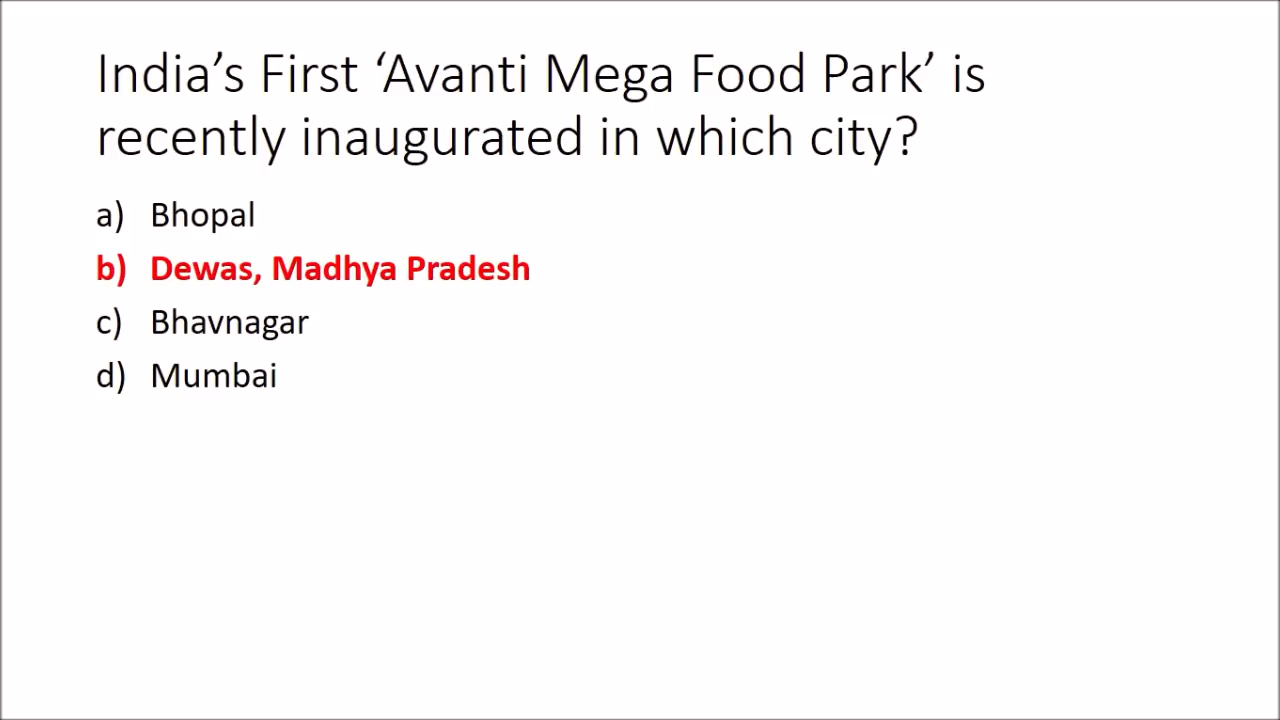 India’s First ‘Avanti Mega Food Park’ is
recently inaugurated in which city?
a) Bhopal
b) Dewas, Madhya Pradesh
c) Bhavnagar
d) Mumbai